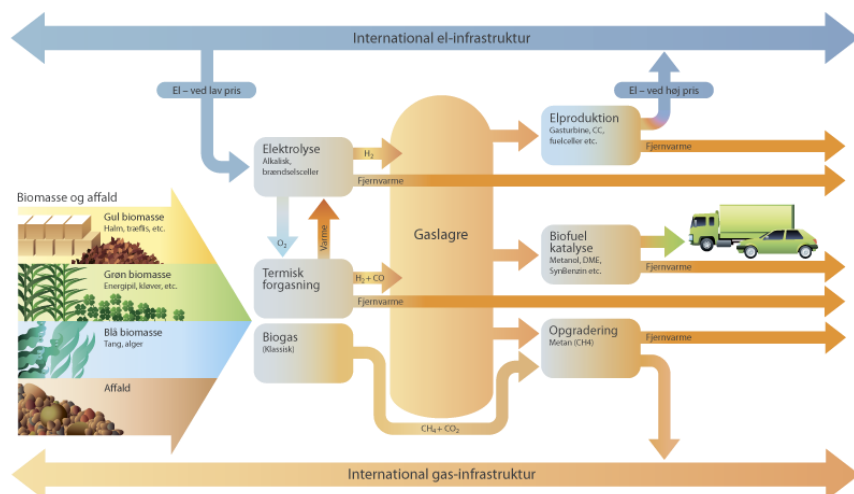 International el-infrastruktur
El – ved lav pris
El – ved høj pris
Elektrolyse
Alkalisk,
brændselsceller
H₂
Fjernvarme
Elproduktion
Gasturbine, CC,
fuelceller etc.
Fjernvarme
Biomasse og affald
Gul biomasse
Halm, træflis, etc.
Grøn biomasse
Energipil, kløver, etc.
Blå biomasse
Tang, alger
Affald
O₂
Varme
Gaslagre
Termisk
forgasning
H₂ + CO
Fjernvarme
Biofuel
katalyse
Metanol, DME,
SynBenzin etc.
Fjernvarme
Biogas
(Klassisk)
CH₄ + CO₂
Opgradering
Metan (CH4)
Fjernvarme
International gas-infrastruktur